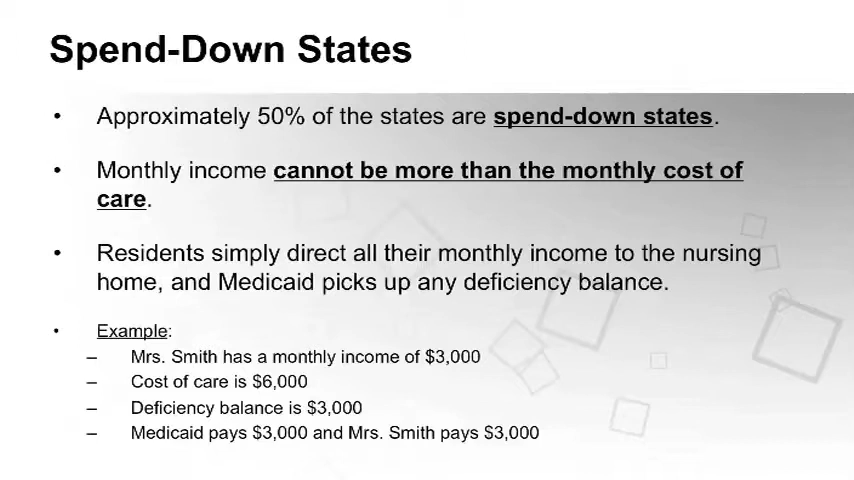 Spend-Down States
• Approximately 50% of the states are spend-down states.
• Monthly income cannot be more than the monthly cost of
care.
• Residents simply direct all their monthly income to the nursing
home, and Medicaid picks up any deficiency balance.
• Example:
– Mrs. Smith has a monthly income of $3,000
– Cost of care is $6,000
– Deficiency balance is $3,000
– Medicaid pays $3,000 and Mrs. Smith pays $3,000